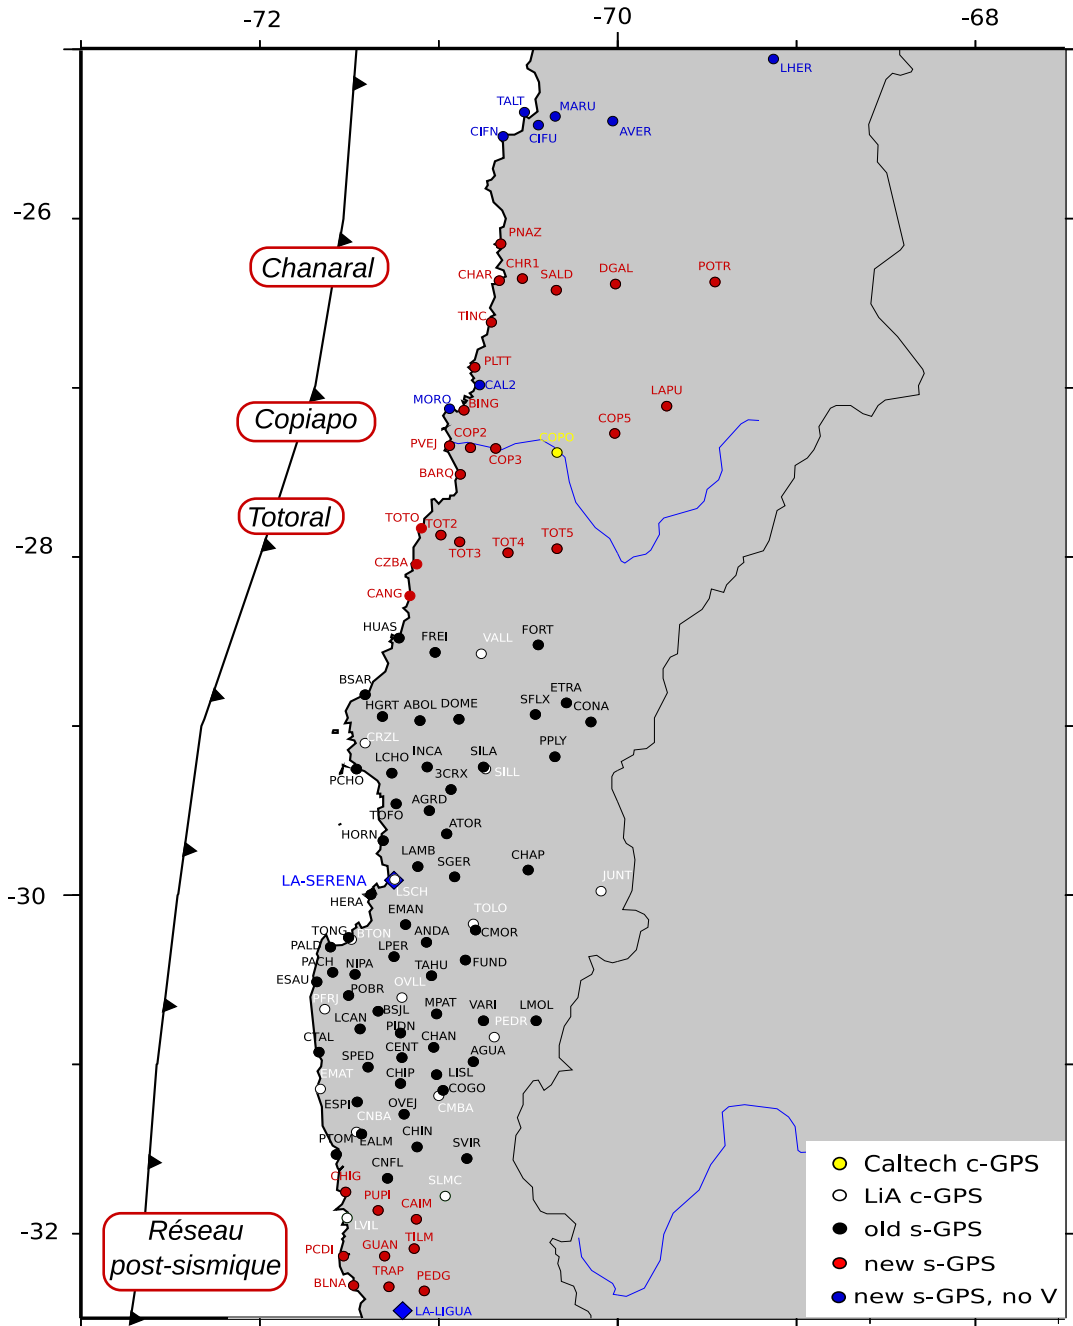 -72 -70 -68
LHER
TALT
MARU
CIFN
CIFU
AVER
-26
PNAZ
Chanaral
CHAR
CHR1
SALD
DGAL
POTR
TINC
PLTT
CAL2
MORO
BING
LAPU
Copiapo
PVEJ
COP2
COP3
COPO
COP5
BARQ
Totoral
TOTO
TOT2
TOT3
TOT4
TOT5
-28
CZBA
CANG
HUAS
FREI
VALL
FORT
BSAR
HGRT
ABOL
DOME
SFLX
ETRA
CONA
CRZL
LCHO
INCA
SILA
SILL
PPLY
PCHO
3CRX
TOFO
AGRD
HORN
ATOR
LAMB
SGER
CHAP
JUNT
LA-SERENA
LSCH
-30
HERA
EMAN
TOLO
TONG
BTON
ANDA
CMOR
PALD
LPER
PACH
NIPA
TAHU
FUND
ESAU
POBR
OVLL
PFRJ
BSJL
MPAT
VARI
LMOL
LCAN
PIDN
PEDR
CTAL
CHAN
SPED
CENT
AGUA
EMAT
CHIP
LISL
COGO
ESPI
OVEJ
CMBA
CNBA
PTOM
EALM
CHIN
SVIR
CNFL
CHIG
SLMC
PUPI
LVIL
CAIM
-32
Réseau
post-sismique
PCDI
GUAN
TILM
BLNA
TRAP
PEDG
LA-LIGUA
Caltech c-GPS
LiA c-GPS
old s-GPS
new s-GPS
new s-GPS, no V